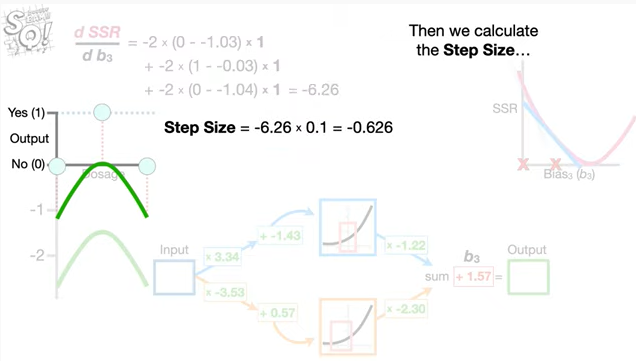 StatQuest!
d SSR
d b₃
= -2 × (0 - -1.03) × 1
+ -2 × (1 - -0.03) × 1
+ -2 × (0 - -1.04) × 1 = -6.26
Then we calculate
the Step Size…
Step Size = -6.26 × 0.1 = -0.626
Yes (1)
Output
No (0)
Dosage
-1
-2
SSR
Bias₃ (b₃)
Input
× 3.34
+ -1.43
× -1.22
× -3.53
+ 0.57
× -2.30
b₃
sum + 1.57 =
Output